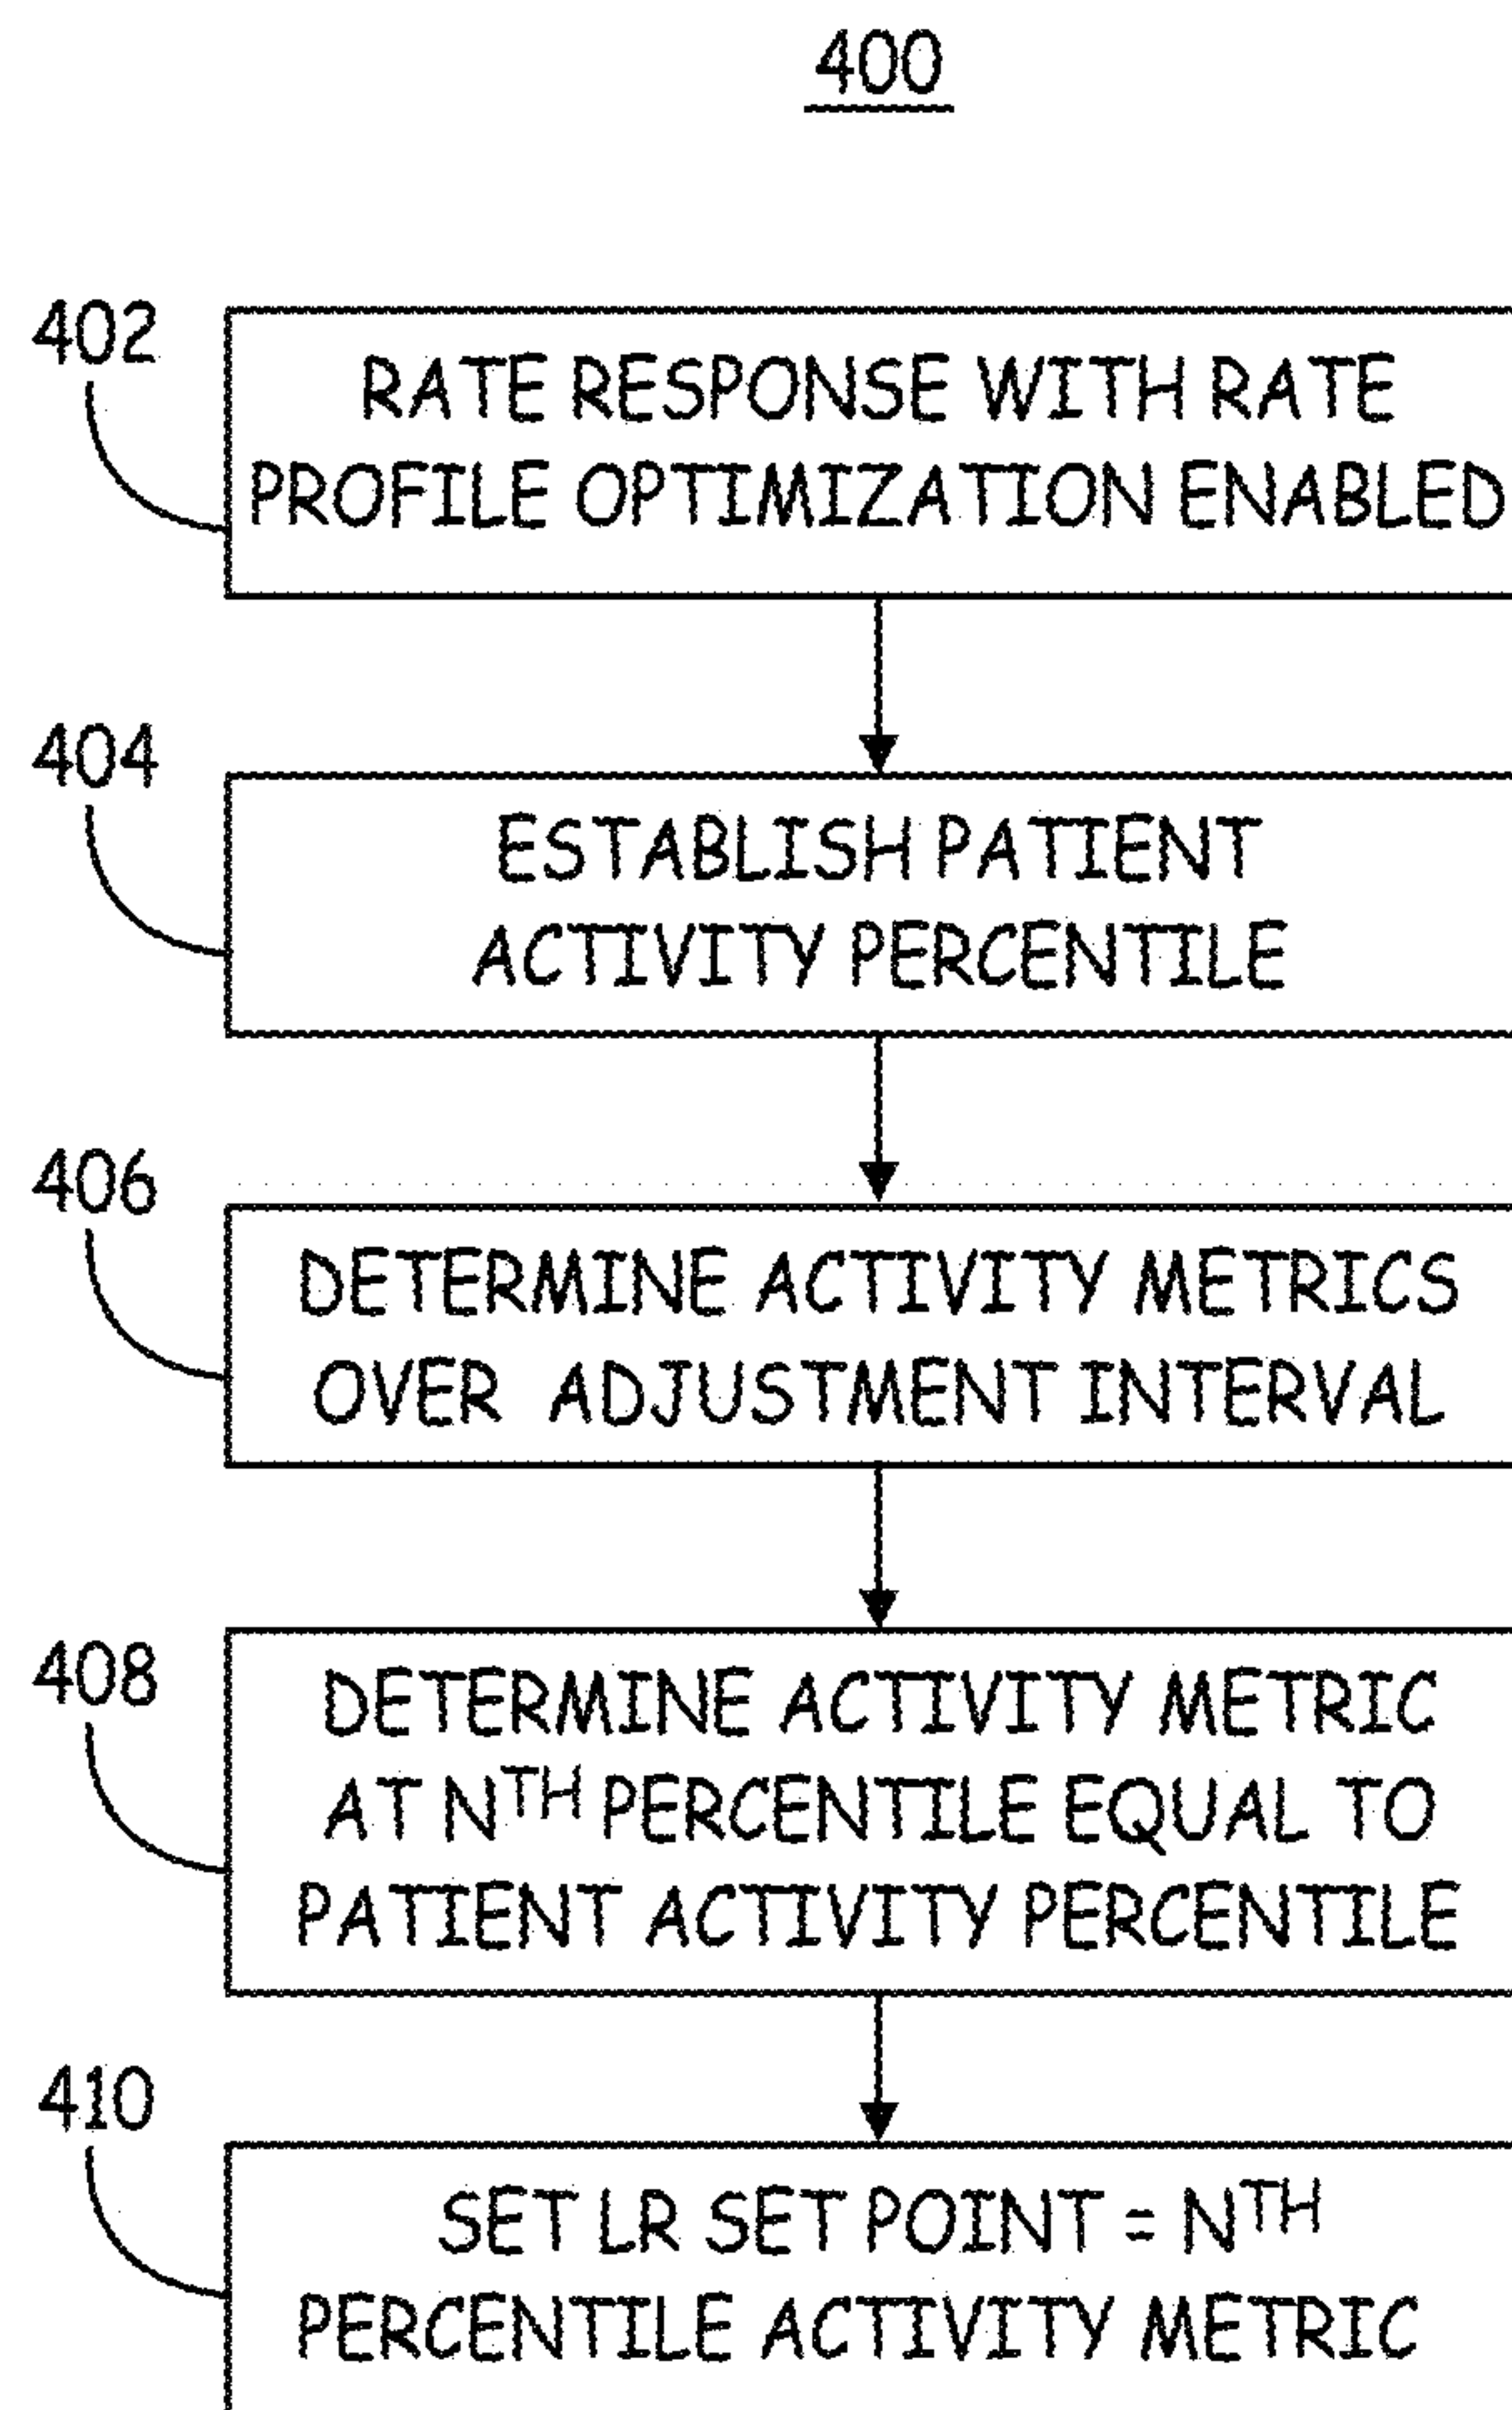 400
402
RATE RESPONSE WITH RATE
PROFILE OPTIMIZATION ENABLED
404
ESTABLISH PATIENT
ACTIVITY PERCENTILE
406
DETERMINE ACTIVITY METRICS
OVER ADJUSTMENT INTERVAL
408
DETERMINE ACTIVITY METRIC
AT NTH PERCENTILE EQUAL TO
PATIENT ACTIVITY PERCENTILE
410
SET LR SET POINT = NTH
PERCENTILE ACTIVITY METRIC